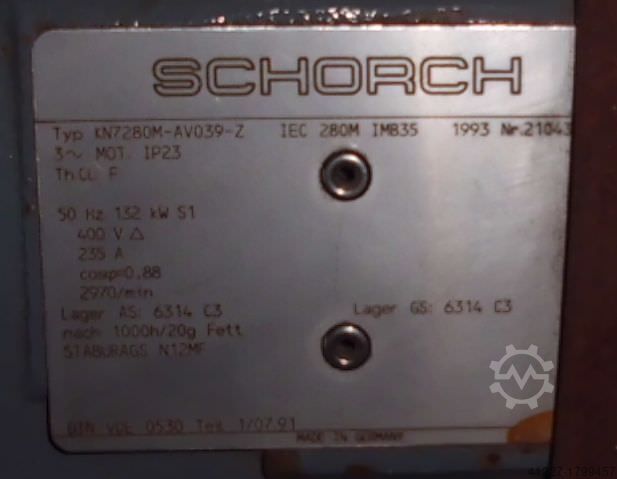 SCHORCH
Typ KN7280M-AV039-Z IEC 280M IMB35 1993 Nr.21043
3~ MOT. IP23
Th.Cl. F
50 Hz 132 kW S1
400 V △
235 A
cosφ=0.88
2970/min
Lager AS: 6314 C3 Lager GS: 6314 C3
nach 1000h/20g Fett
STABURAGS N12MF
DIN VDE 0530 Teil 1/07.91
MADE IN GERMANY